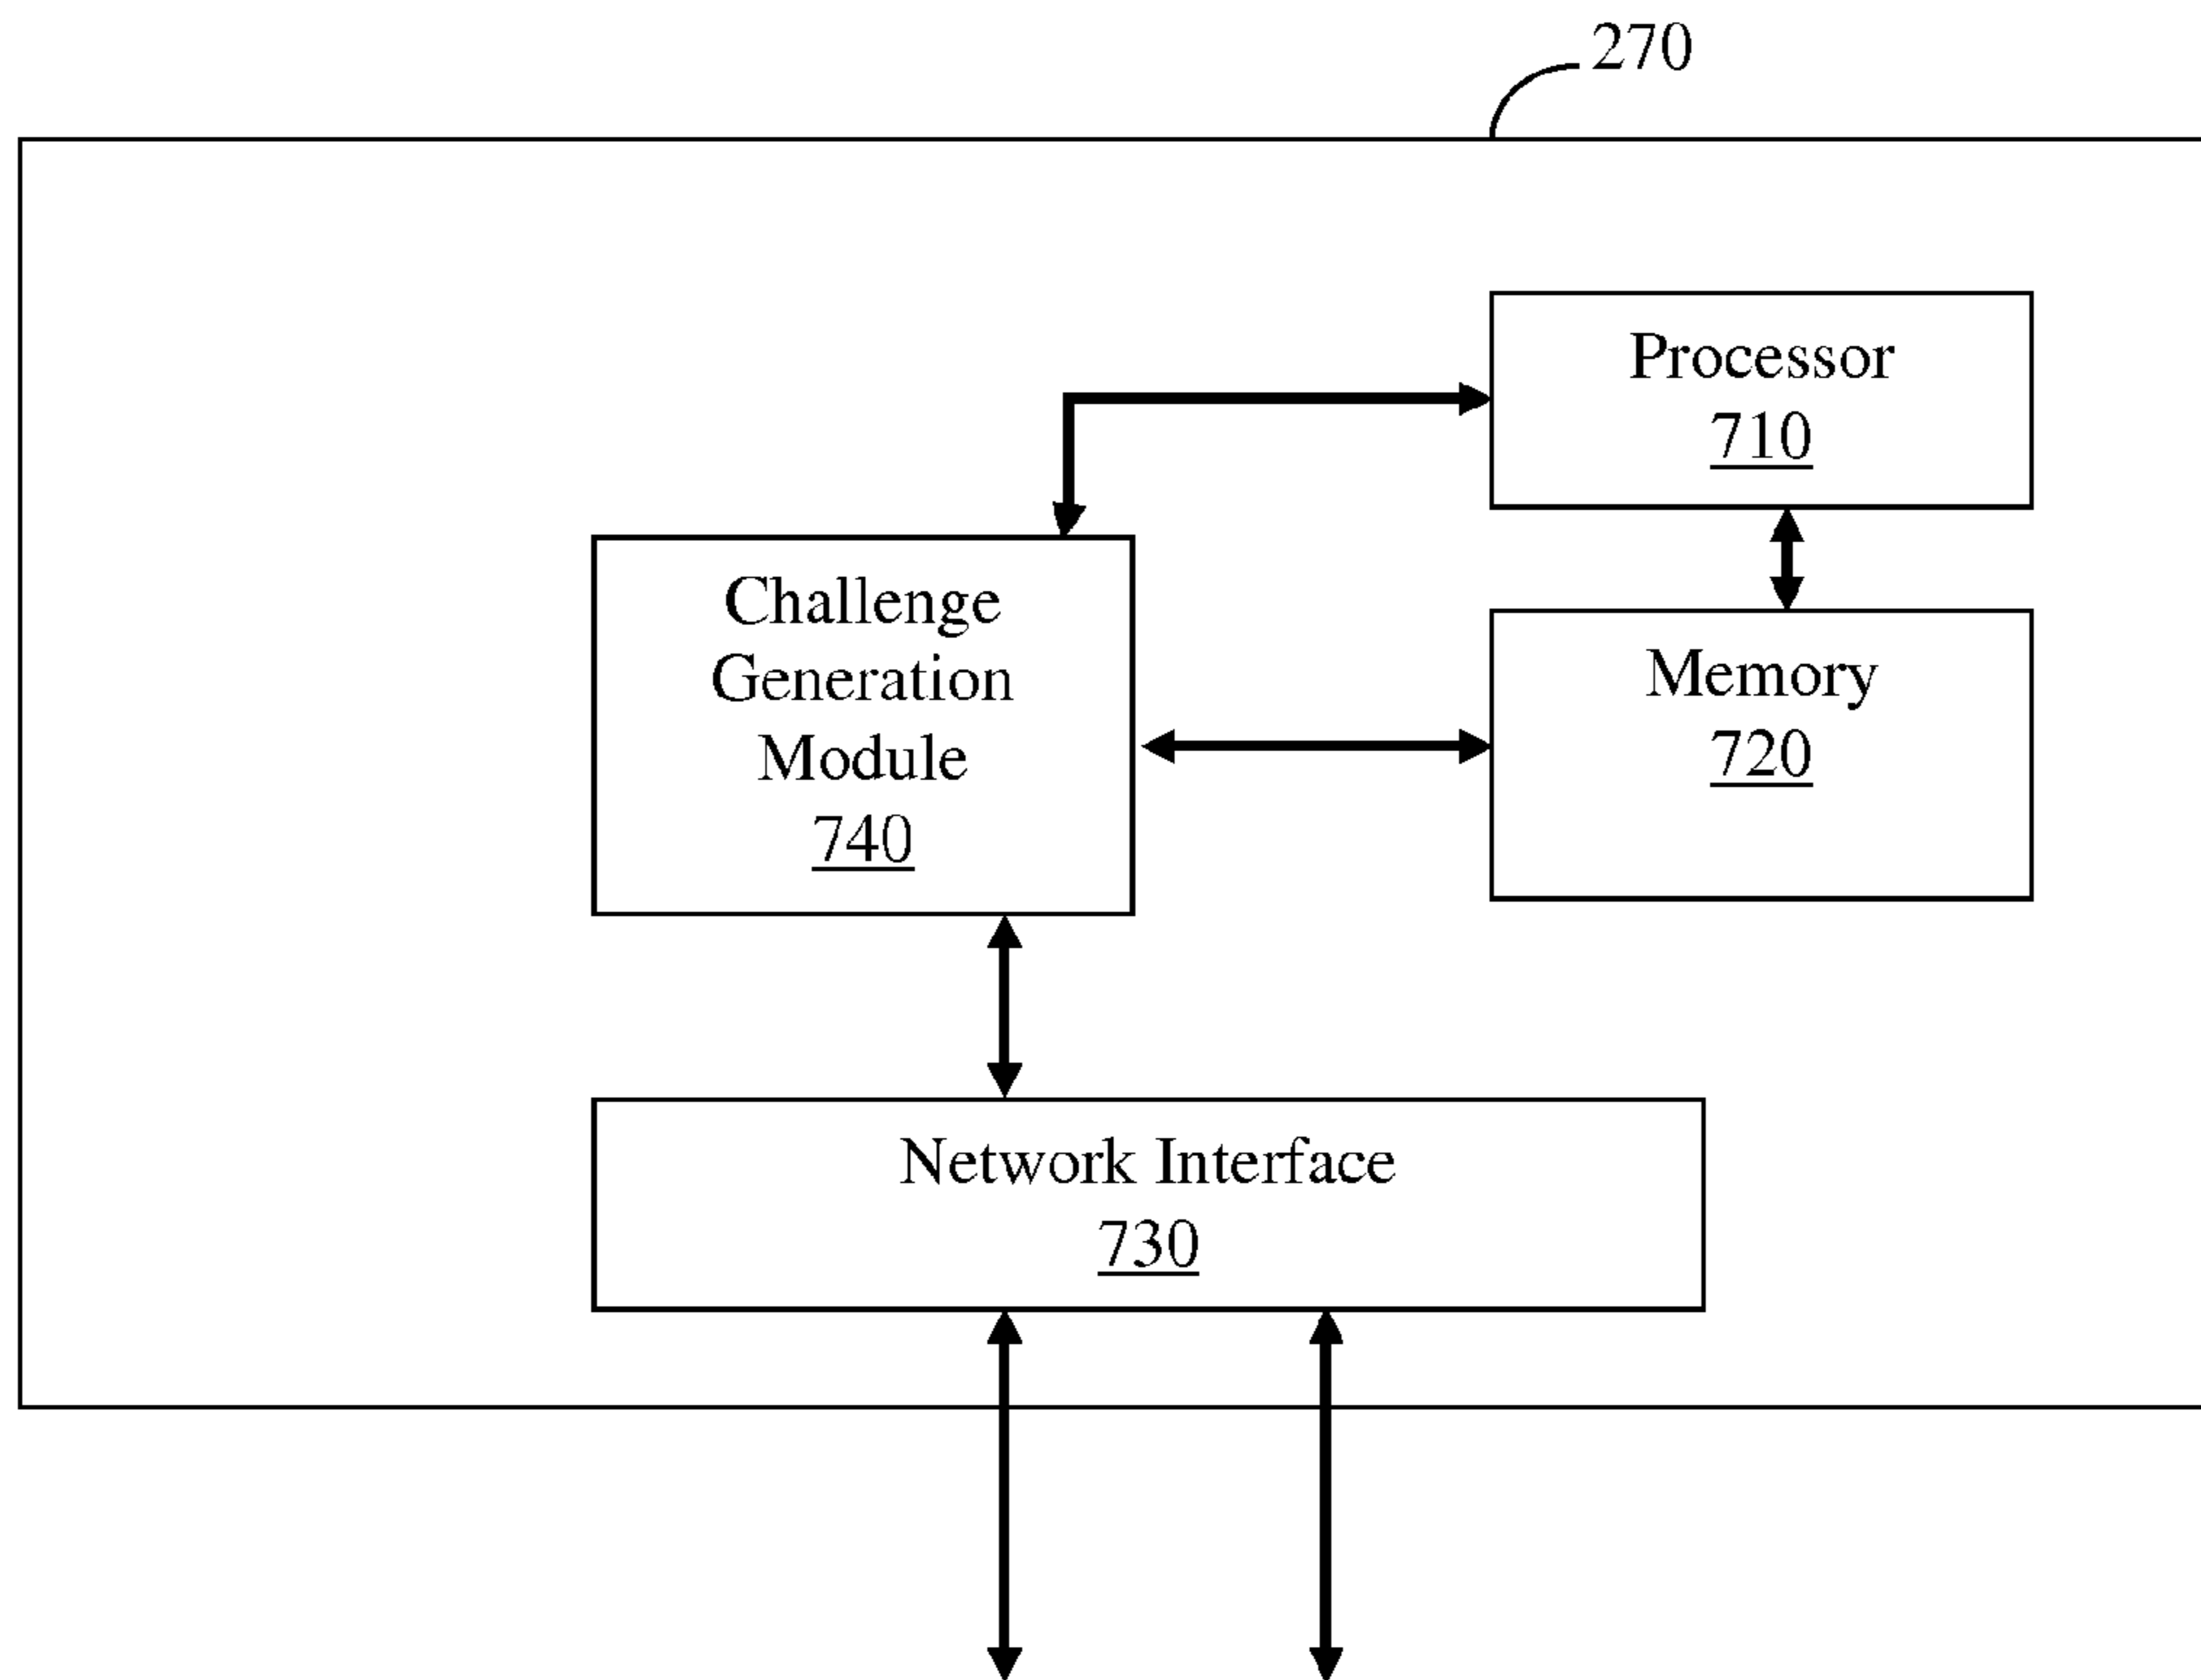 270
Processor
710
Challenge
Generation
Module
740
Memory
720
Network Interface
730